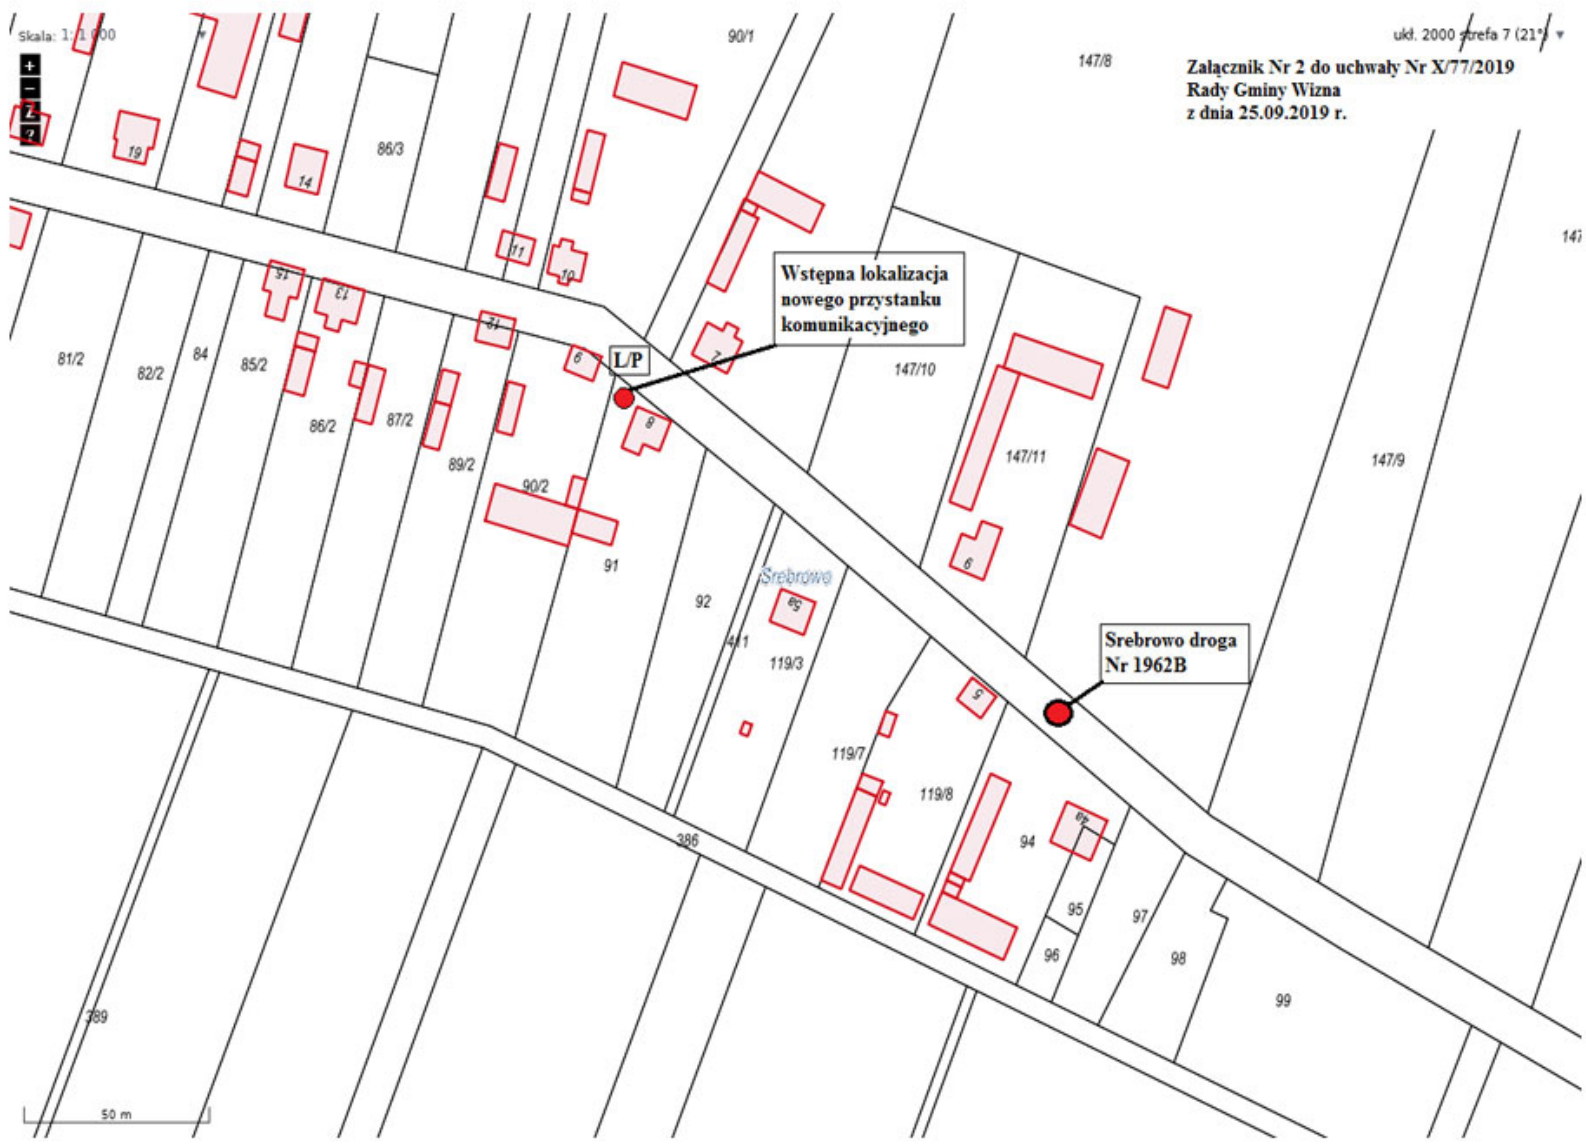 Skala: 1: 1 000
ukł. 2000 strefa 7 (21°)
Załącznik Nr 2 do uchwały Nr X/77/2019
Rady Gminy Wizna
z dnia 25.09.2019 r.
+
−
Z
?
90/1
147/8
86/3
19
14
11
10
147
15
13
12
9
7
8
Wstępna lokalizacja
nowego przystanku
komunikacyjnego
L/P
81/2
82/2
84
85/2
86/2
87/2
89/2
90/2
91
92
147/10
147/11
147/9
6
Srebrowo
5a
411
119/3
Srebrowo droga
Nr 1962B
5
119/7
119/8
94
4a
386
95
96
97
98
99
389
50 m